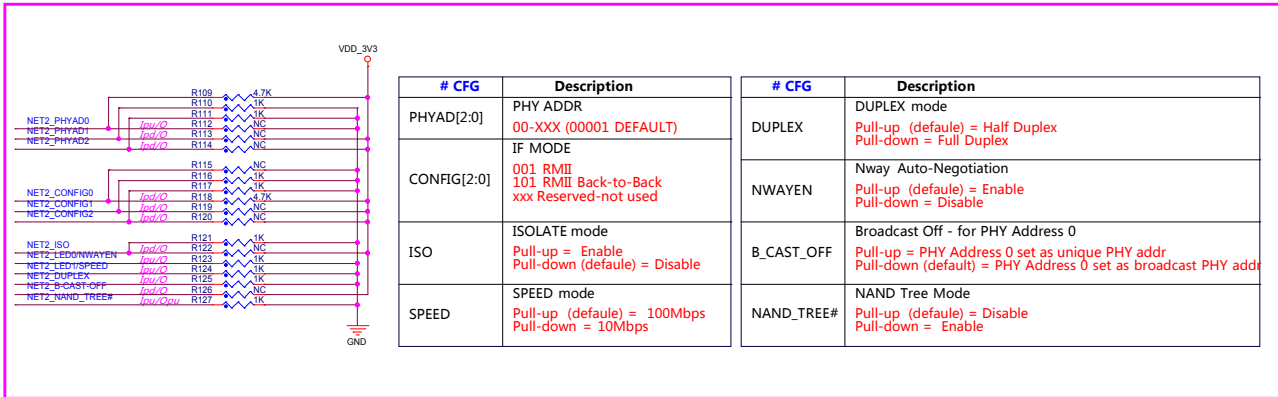 VDD_3V3
R109 4.7K
R110 1K
R111 1K
NET2_PHYAD0 Ipu/O R112 NC
NET2_PHYAD1 Ipd/O R113 NC
NET2_PHYAD2 Ipd/O R114 NC
R115 NC
R116 1K
R117 1K
NET2_CONFIG0 Ipd/O R118 4.7K
NET2_CONFIG1 Ipd/O R119 NC
NET2_CONFIG2 Ipd/O R120 NC
R121 1K
NET2_ISO Ipd/O R122 NC
NET2_LED0/NWAYEN Ipu/O R123 1K
NET2_LED1/SPEED Ipu/O R124 1K
NET2_DUPLEX Ipu/O R125 1K
NET2_B-CAST-OFF Ipd/O R126 NC
NET2_NAND_TREE# Ipu/Opu R127 1K
GND
# CFG Description
PHYAD[2:0]
PHY ADDR
00-XXX (00001 DEFAULT)
CONFIG[2:0]
IF MODE
001 RMII
101 RMII Back-to-Back
xxx Reserved-not used
ISO
ISOLATE mode
Pull-up = Enable
Pull-down (defaule) = Disable
SPEED
SPEED mode
Pull-up (defaule) = 100Mbps
Pull-down = 10Mbps
# CFG Description
DUPLEX
DUPLEX mode
Pull-up (defaule) = Half Duplex
Pull-down = Full Duplex
NWAYEN
Nway Auto-Negotiation
Pull-up (defaule) = Enable
Pull-down = Disable
B_CAST_OFF
Broadcast Off - for PHY Address 0
Pull-up = PHY Address 0 set as unique PHY addr
Pull-down (default) = PHY Address 0 set as broadcast PHY addr
NAND_TREE#
NAND Tree Mode
Pull-up (defaule) = Disable
Pull-down = Enable